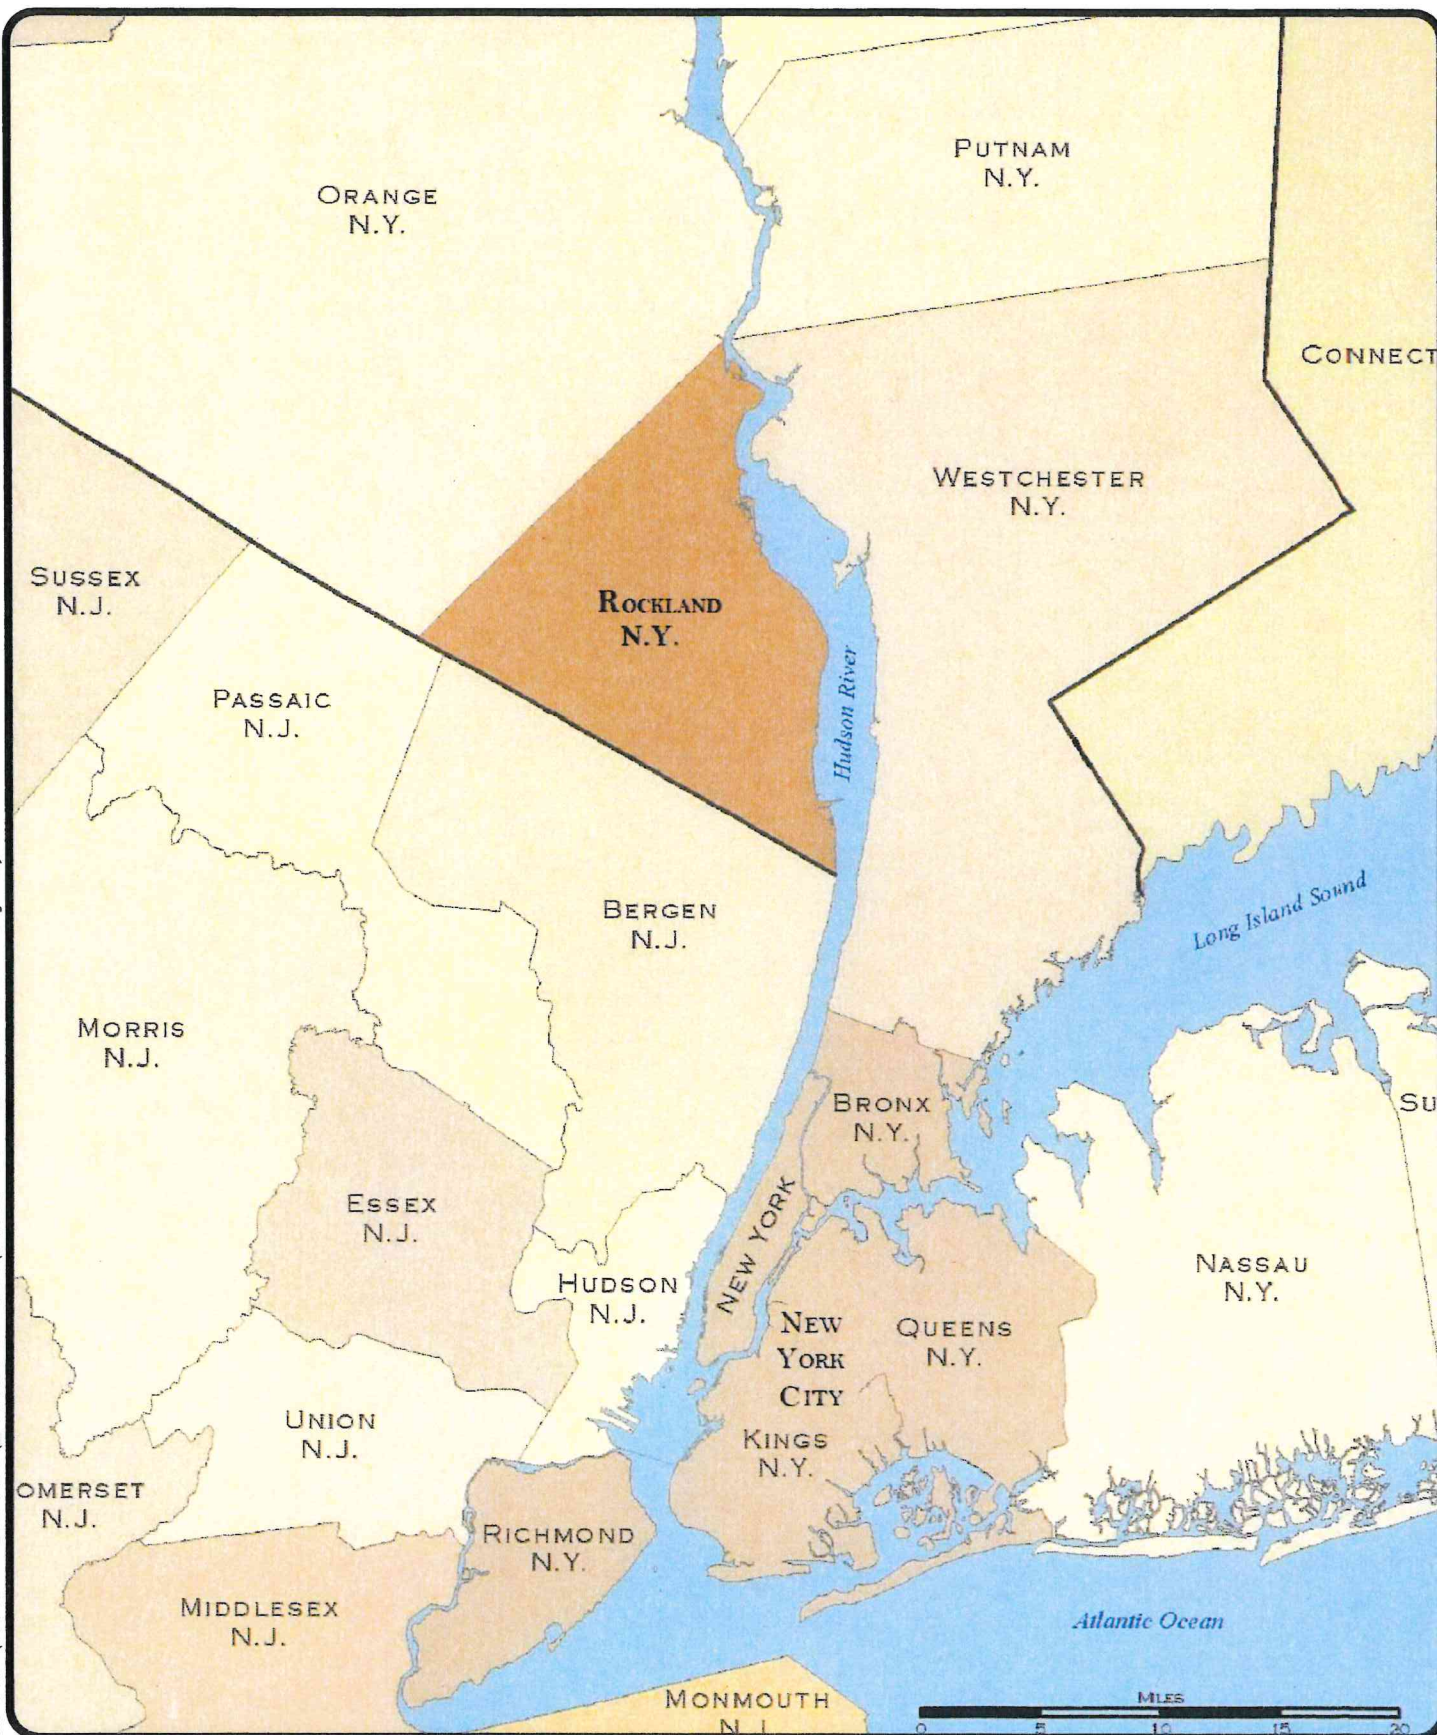 PUTNAM
N.Y.
ORANGE
N.Y.
CONNECT
WESTCHESTER
N.Y.
SUSSEX
N.J.
ROCKLAND
N.Y.
Hudson River
PASSAIC
N.J.
Long Island Sound
BERGEN
N.J.
MORRIS
N.J.
BRONX
N.Y.
SU
ESSEX
N.J.
NEW YORK
HUDSON
N.J.
NASSAU
N.Y.
NEW
YORK
CITY
QUEENS
N.Y.
UNION
N.J.
KINGS
N.Y.
OMERSET
N.J.
RICHMOND
N.Y.
MIDDLESEX
N.J.
Atlantic Ocean
MONMOUTH
N.J.
MILES
0 5 10 15 20